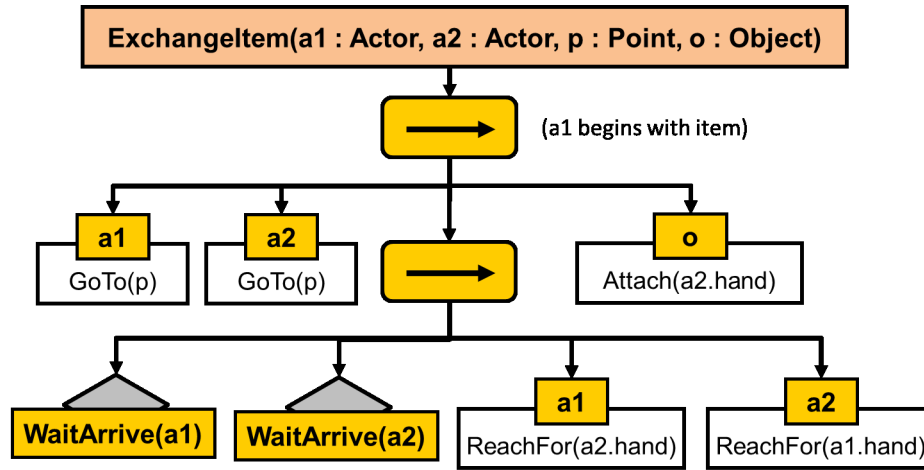 ExchangeItem(a1 : Actor, a2 : Actor, p : Point, o : Object)
(a1 begins with item)
a1
a2
o
GoTo(p)
GoTo(p)
Attach(a2.hand)
a1
a2
WaitArrive(a1)
WaitArrive(a2)
ReachFor(a2.hand)
ReachFor(a1.hand)